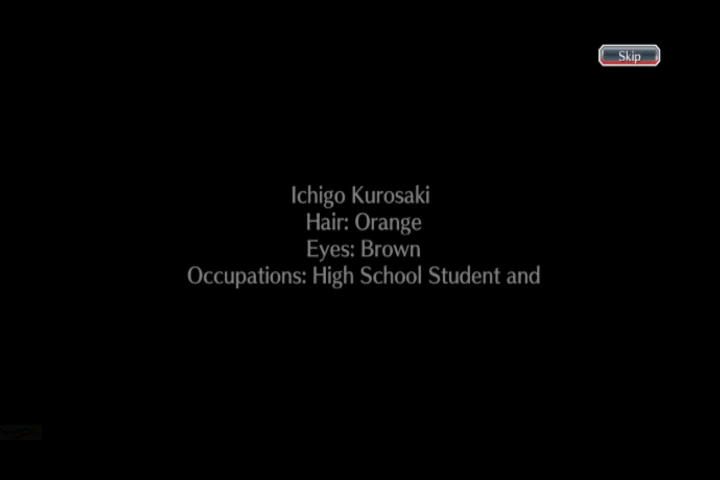 Skip
Ichigo Kurosaki
Hair: Orange
Eyes: Brown
Occupations: High School Student and